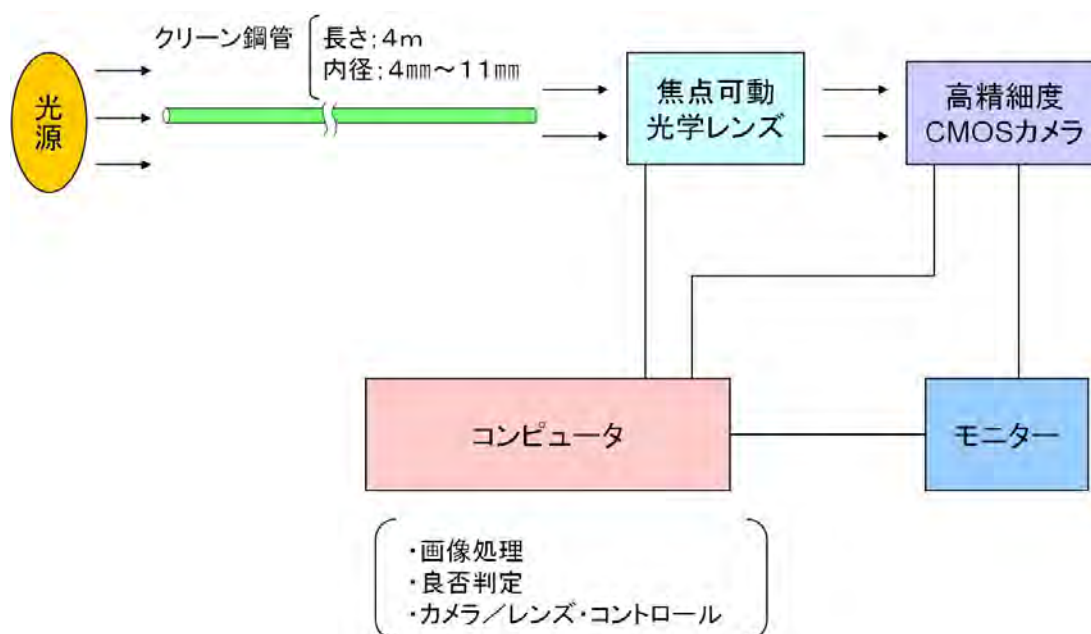 クリーン鋼管
長さ:4m
内径:4㎜～11㎜
光
源
焦点可動
光学レンズ
高精細度
CMOSカメラ
コンピュータ
モニター
・画像処理
・良否判定
・カメラ／レンズ・コントロール